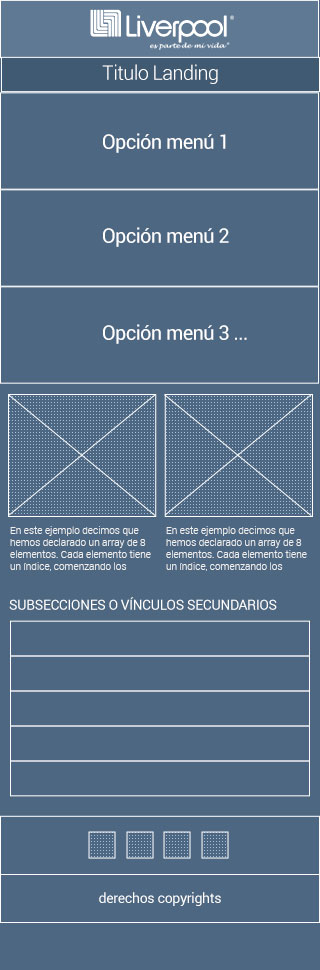 Liverpool®
es parte de mi vida®
Titulo Landing
Opción menú 1
Opción menú 2
Opción menú 3 ...
En este ejemplo decimos que
hemos declarado un array de 8
elementos. Cada elemento tiene
un índice, comenzando los
En este ejemplo decimos que
hemos declarado un array de 8
elementos. Cada elemento tiene
un índice, comenzando los
SUBSECCIONES O VÍNCULOS SECUNDARIOS
derechos copyrights